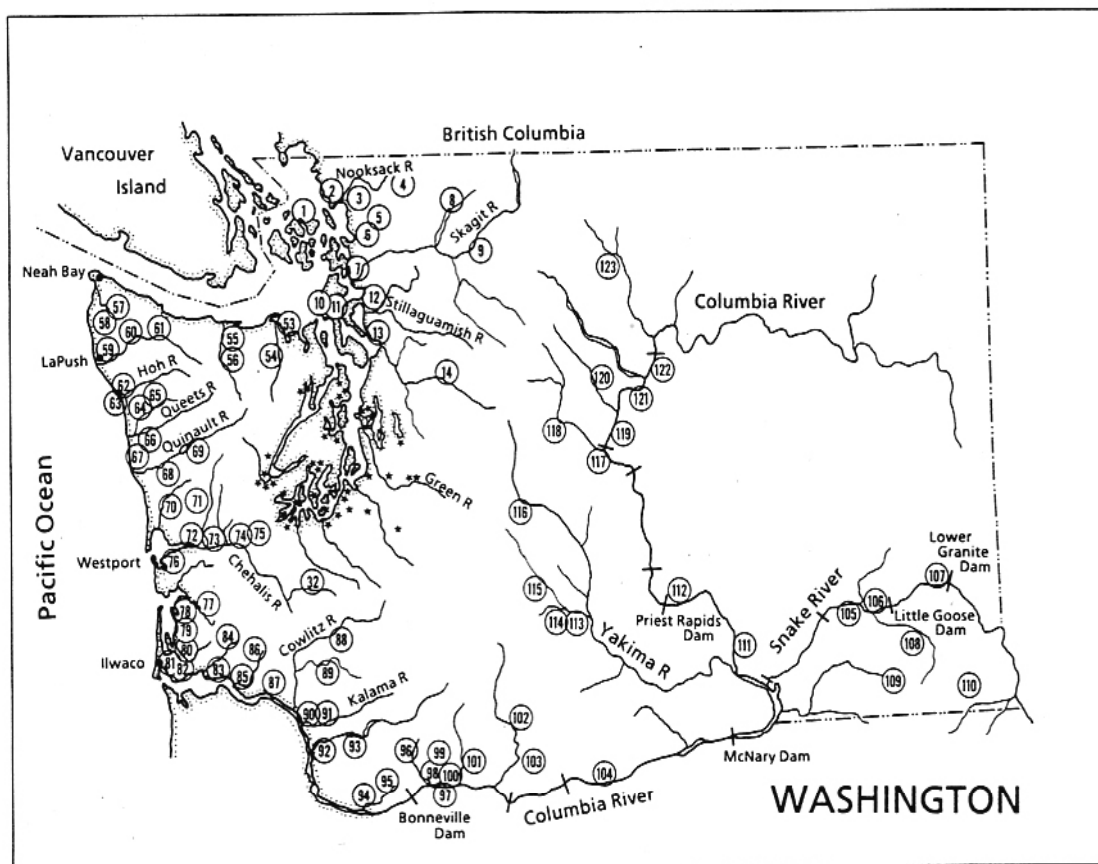 British Columbia
Vancouver
Island
Nooksack R
2
3
4
1
5
6
8
Skagit R
9
7
Neah Bay
123
57
58
10
11
12
Stillaguamish R
Columbia River
60
61
53
55
13
59
LaPush
56
54
Hoh R
14
122
120
121
62
63
65
64
Queets R
66
Quinault R
118
119
67
69
117
68
Green R
70
71
116
Pacific Ocean
72
73
74
75
Lower
Granite
Dam
Westport
76
Chehalis R
32
115
107
112
Snake River
106
105
77
78
Priest Rapids
Dam
Little Goose
Dam
114
113
79
84
Cowlitz R
88
Yakima R
111
108
80
86
Ilwaco
81
82
83
85
87
89
109
110
Kalama R
90
91
102
92
93
96
99
101
103
McNary Dam
98
100
104
94
95
97
Columbia River
Bonneville
Dam
WASHINGTON